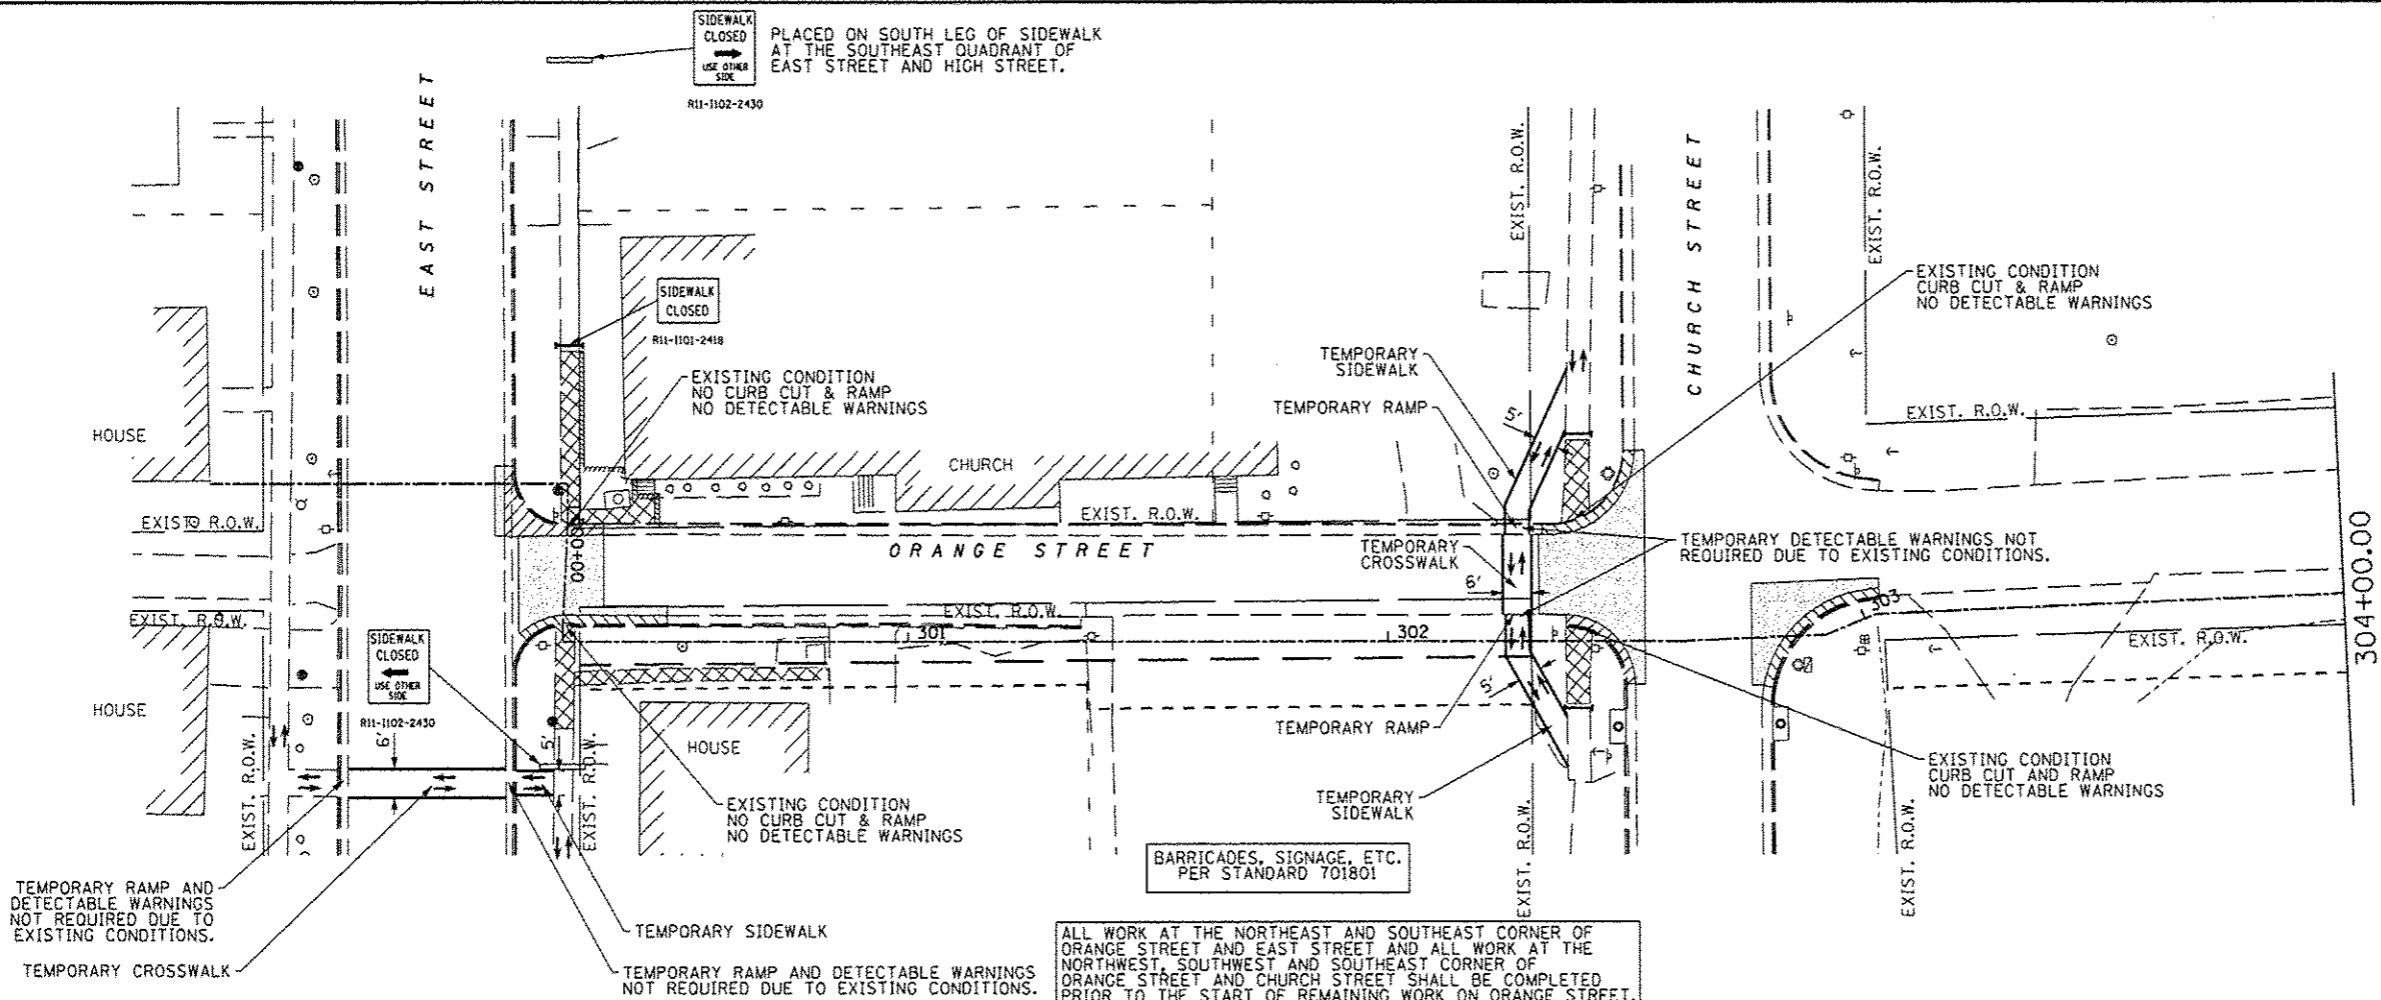 SIDEWALK
CLOSED
USE OTHER
SIDE
R11-1102-2430
PLACED ON SOUTH LEG OF SIDEWALK
AT THE SOUTHEAST QUADRANT OF
EAST STREET AND HIGH STREET.
EAST STREET
SIDEWALK
CLOSED
R11-1101-2418
EXISTING CONDITION
NO CURB CUT & RAMP
NO DETECTABLE WARNINGS
HOUSE
CHURCH
EXIST. R.O.W.
CHURCH STREET
EXIST. R.O.W.
EXISTING CONDITION
CURB CUT & RAMP
NO DETECTABLE WARNINGS
TEMPORARY
SIDEWALK
TEMPORARY RAMP
5'
EXIST. R.O.W.
EXIST. R.O.W.
EXIST. R.O.W.
ORANGE STREET
TEMPORARY
CROSSWALK
6'
TEMPORARY DETECTABLE WARNINGS NOT
REQUIRED DUE TO EXISTING CONDITIONS.
304+00.00
EXIST. R.O.W.
EXIST. R.O.W.
301
302
303
EXIST. R.O.W.
SIDEWALK
CLOSED
USE OTHER
SIDE
R11-1102-2430
HOUSE
6'
5'
EXIST. R.O.W.
EXIST. R.O.W.
HOUSE
5'
TEMPORARY RAMP
EXISTING CONDITION
NO CURB CUT & RAMP
NO DETECTABLE WARNINGS
TEMPORARY
SIDEWALK
EXISTING CONDITION
CURB CUT AND RAMP
NO DETECTABLE WARNINGS
EXIST. R.O.W.
EXIST. R.O.W.
BARRICADES, SIGNAGE, ETC.
PER STANDARD 701801
TEMPORARY RAMP AND
DETECTABLE WARNINGS
NOT REQUIRED DUE TO
EXISTING CONDITIONS.
TEMPORARY CROSSWALK
TEMPORARY SIDEWALK
TEMPORARY RAMP AND DETECTABLE WARNINGS
NOT REQUIRED DUE TO EXISTING CONDITIONS.
ALL WORK AT THE NORTHEAST AND SOUTHEAST CORNER OF
ORANGE STREET AND EAST STREET AND ALL WORK AT THE
NORTHWEST, SOUTHWEST AND SOUTHEAST CORNER OF
ORANGE STREET AND CHURCH STREET SHALL BE COMPLETED
PRIOR TO THE START OF REMAINING WORK ON ORANGE STREET.